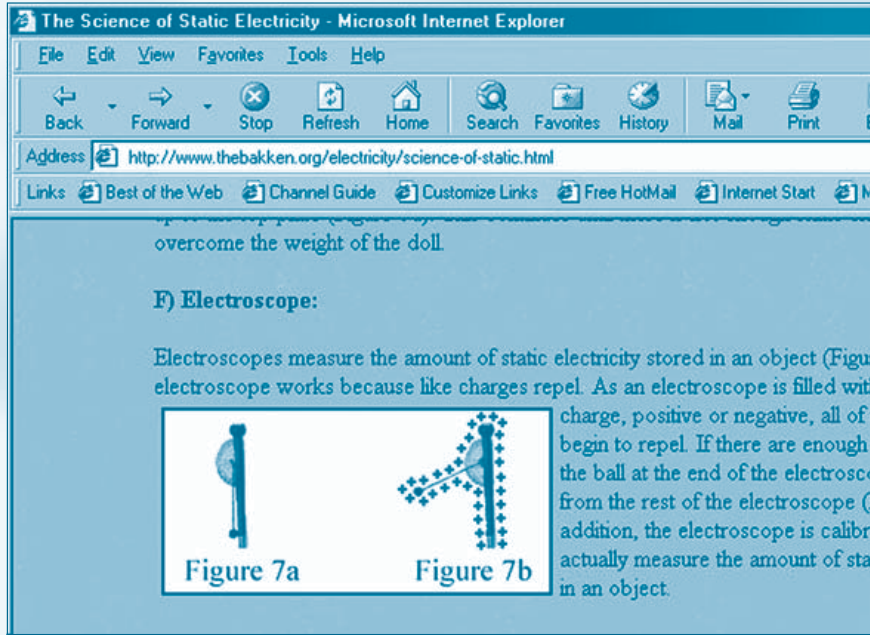 The Science of Static Electricity - Microsoft Internet Explorer
File Edit View Favorites Tools Help
Back Forward Stop Refresh Home Search Favorites History Mail Print
Address http://www.thebakken.org/electricity/science-of-static.html
Links Best of the Web Channel Guide Customize Links Free HotMail Internet Start
overcome the weight of the doll.
F) Electroscope:
Electroscopes measure the amount of static electricity stored in an object (Figu
electroscope works because like charges repel. As an electroscope is filled with
charge, positive or negative, all of
begin to repel. If there are enough
the ball at the end of the electrosc
from the rest of the electroscope (
addition, the electroscope is calibr
actually measure the amount of sta
in an object.
Figure 7a Figure 7b